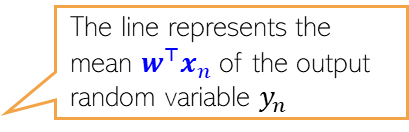 The line represents the
mean 𝒘⊤𝒙ₙ of the output
random variable 𝑦ₙ